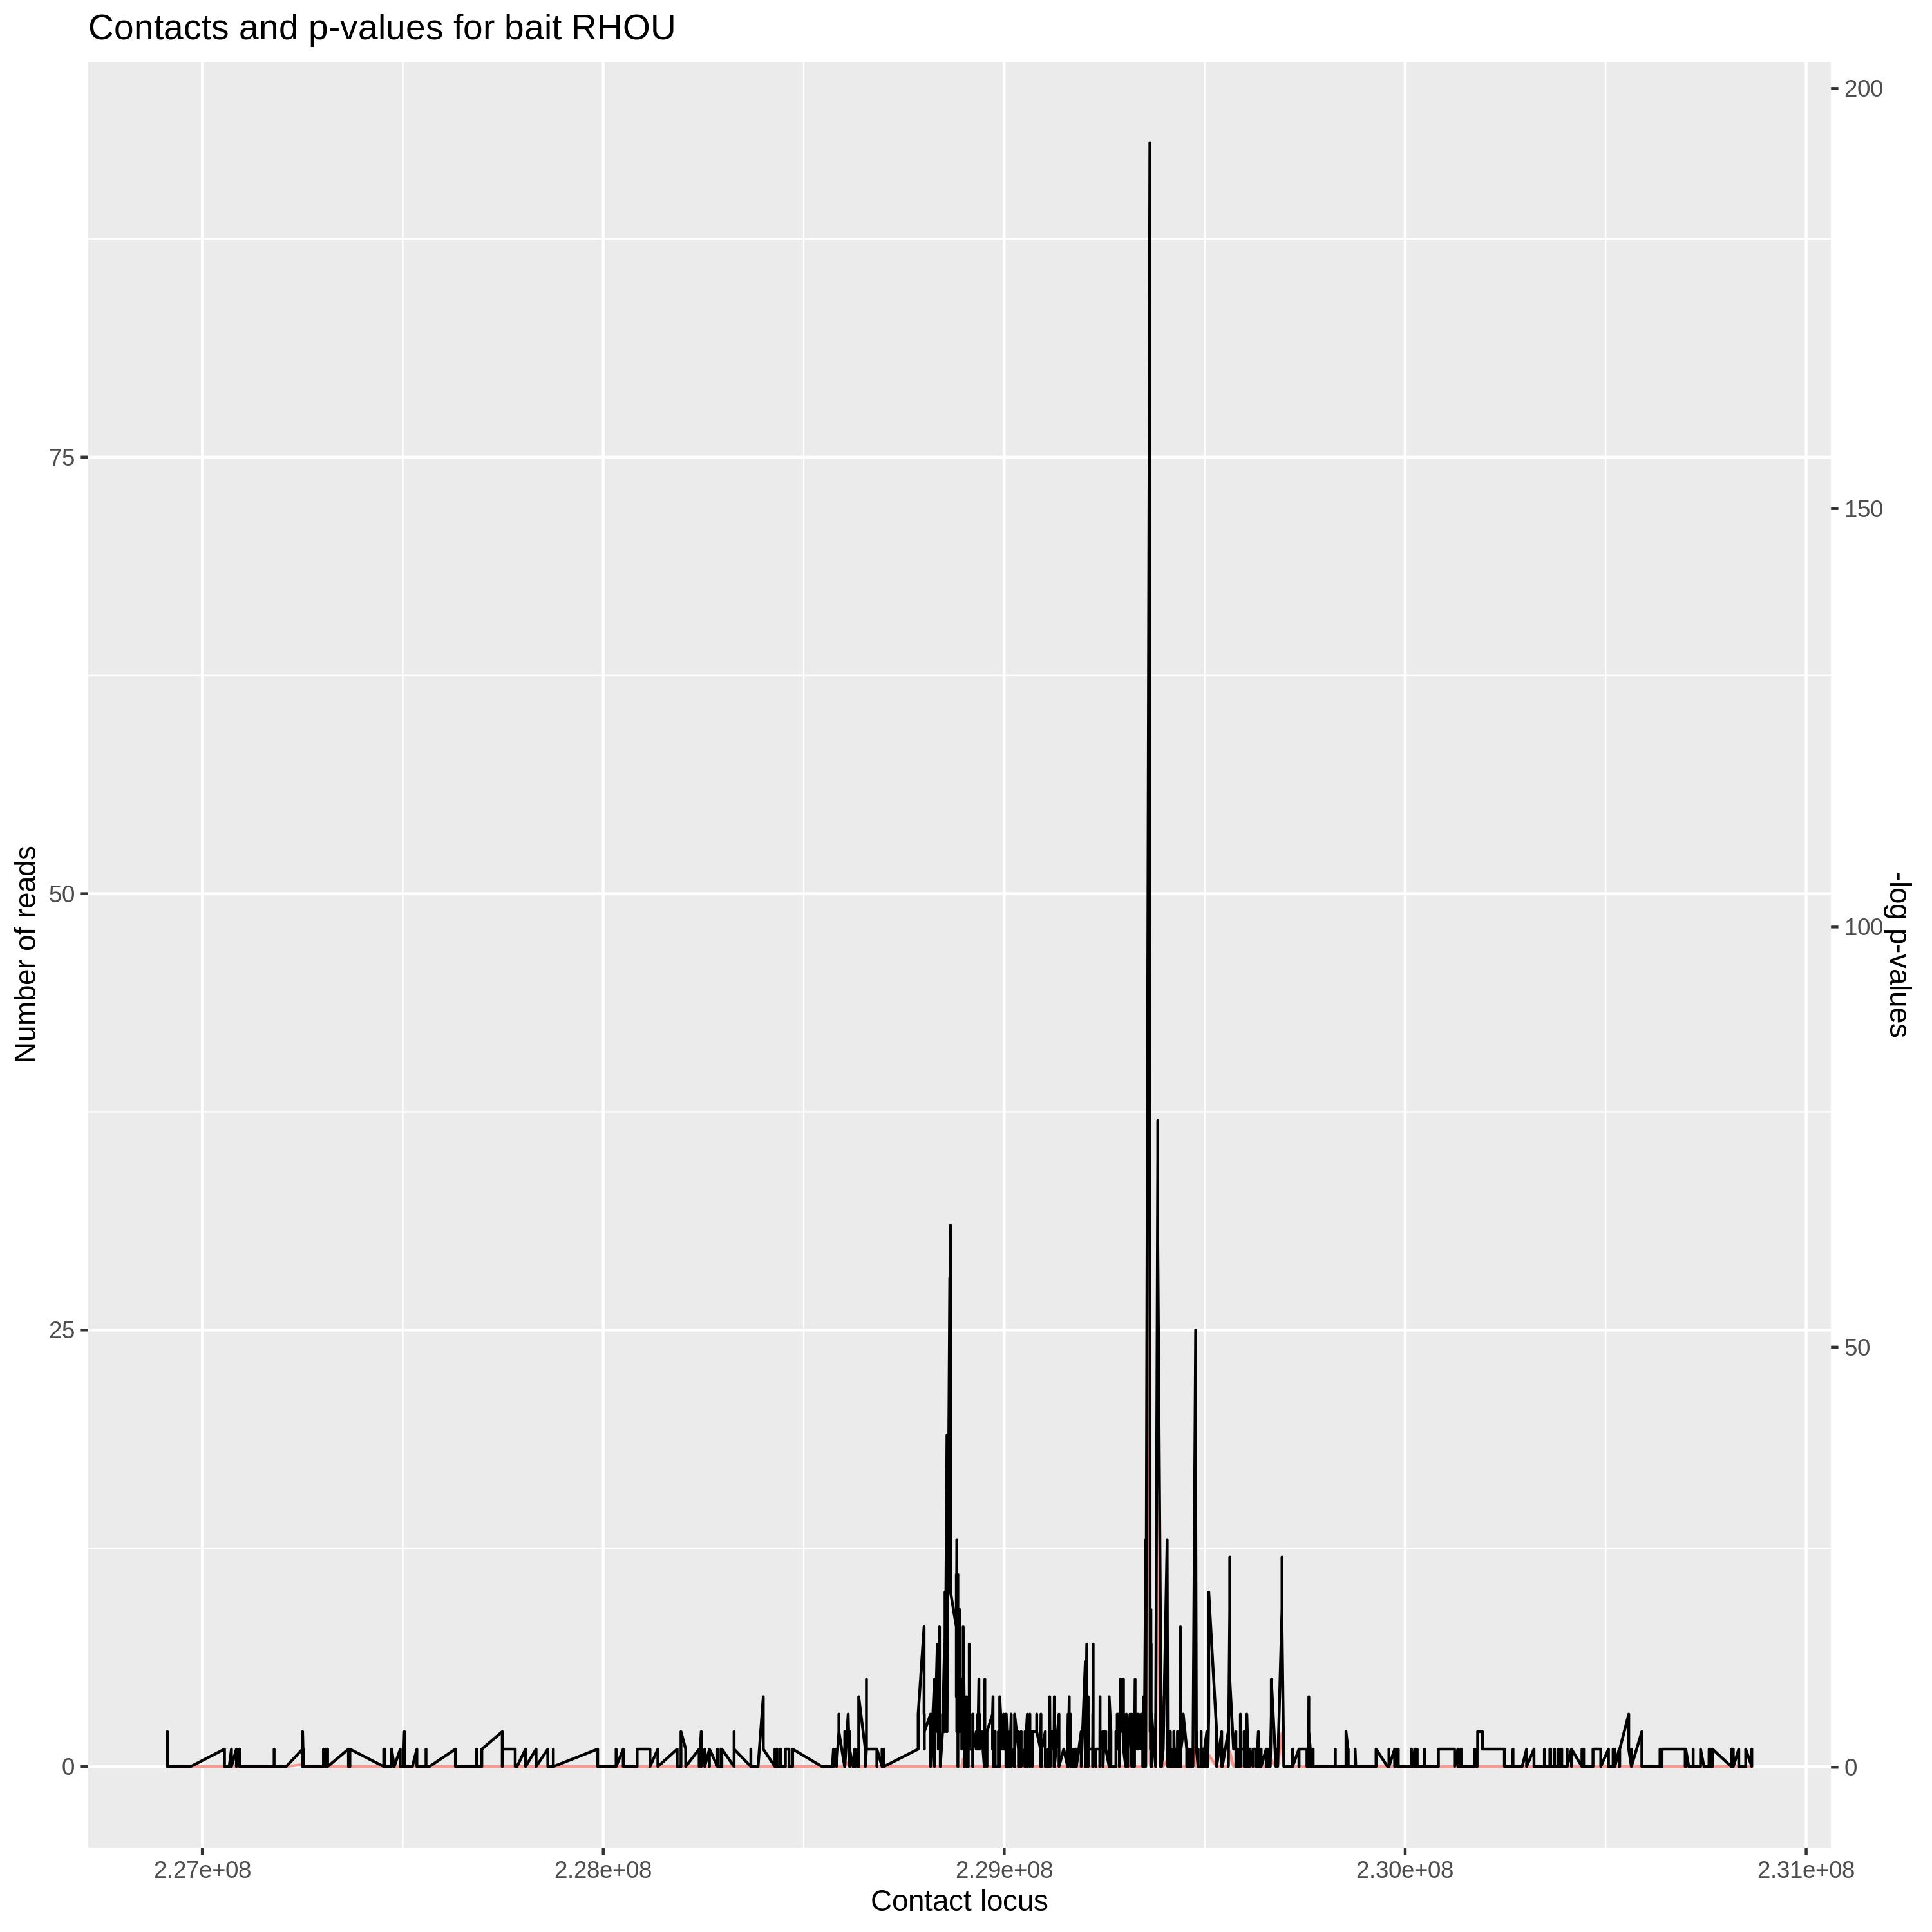 Contacts and p-values for bait RHOU
Number of reads
75
50
25
0
200
150
100
50
0
-log p-values
2.27e+08
2.28e+08
2.29e+08
2.30e+08
2.31e+08
Contact locus